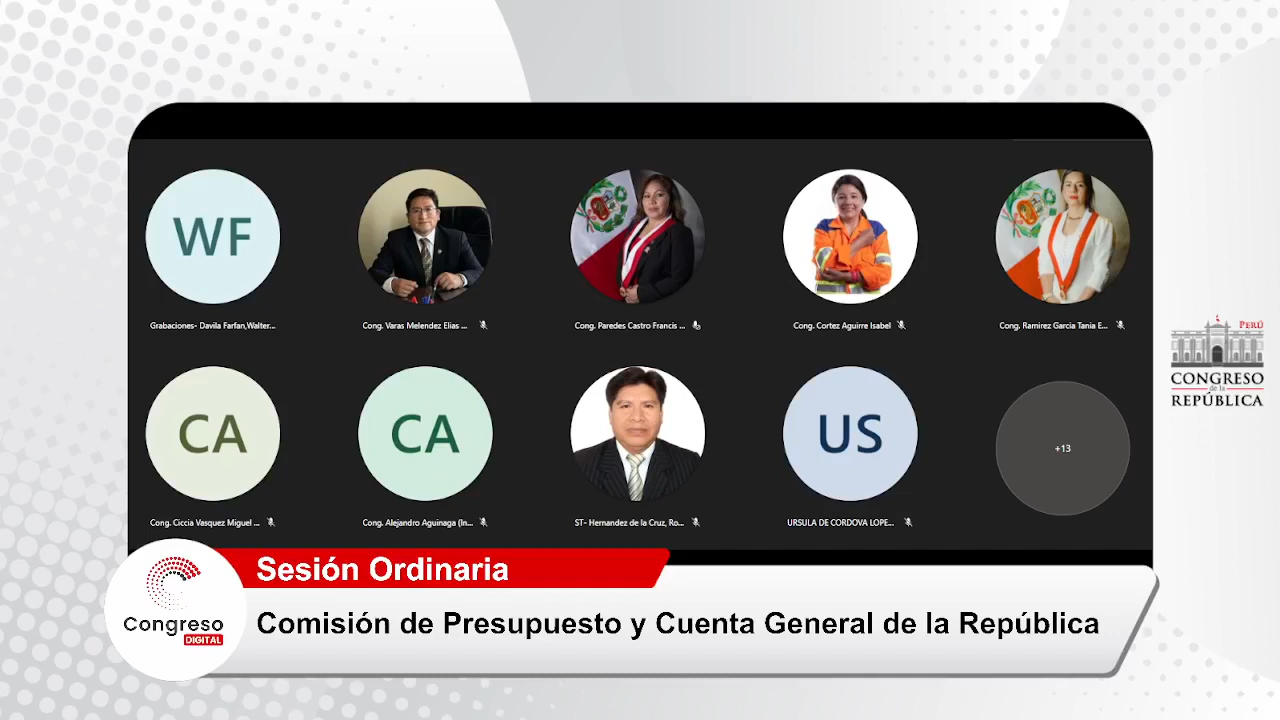 WF
Grabaciones- Davila Farfan,Walter...
Cong. Varas Melendez Elias ...
Cong. Paredes Castro Francis ...
Cong. Cortez Aguirre Isabel
Cong. Ramirez Garcia Tania E...
CA
CA
US
+13
Cong. Ciccia Vasquez Miguel ...
Cong. Alejandro Aguinaga (In...
ST- Hernandez de la Cruz, Ro...
URSULA DE CORDOVA LOPE...
PERÚ
CONGRESO
de la
REPÚBLICA
Sesión Ordinaria
Congreso
DIGITAL
Comisión de Presupuesto y Cuenta General de la República